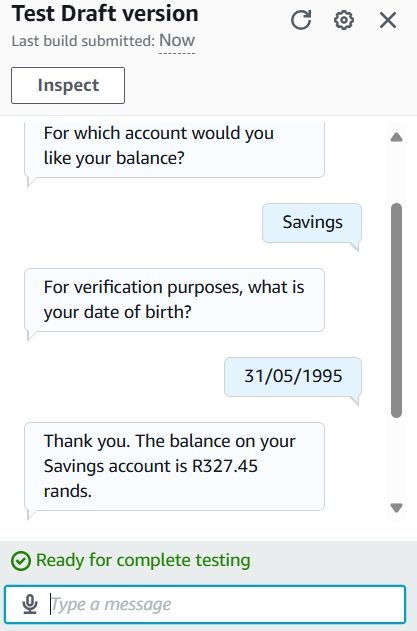 Test Draft version
Last build submitted: Now
Inspect
For which account would you
like your balance?
Savings
For verification purposes, what is
your date of birth?
31/05/1995
Thank you. The balance on your
Savings account is R327.45
rands.
Ready for complete testing
Type a message